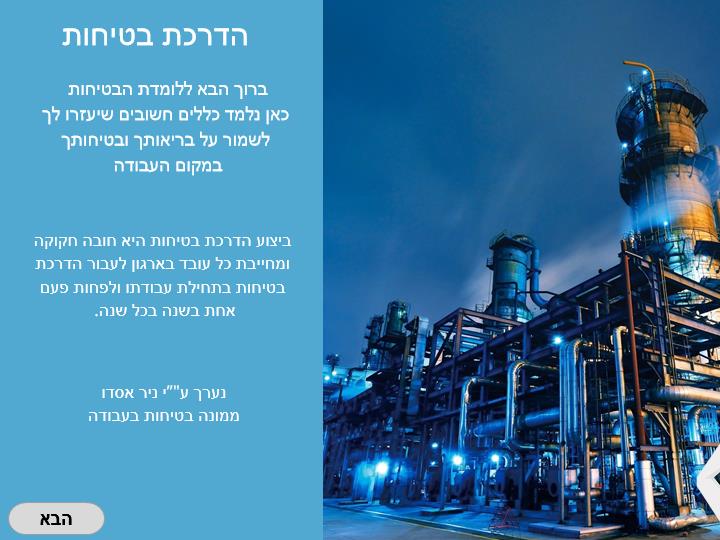 הדרכת בטיחות
ברוך הבא ללומדת הבטיחות
כאן נלמד כללים חשובים שיעזרו לך
לשמור על בריאותך ובטיחותך
במקום העבודה
ביצוע הדרכת בטיחות היא חובה חקוקה
ומחייבת כל עובד בארגון לעבור הדרכת
בטיחות בתחילת עבודתו ולפחות פעם
אחת בשנה בכל שנה.
נערך ע""י ניר אסדו
ממונה בטיחות בעבודה
הבא